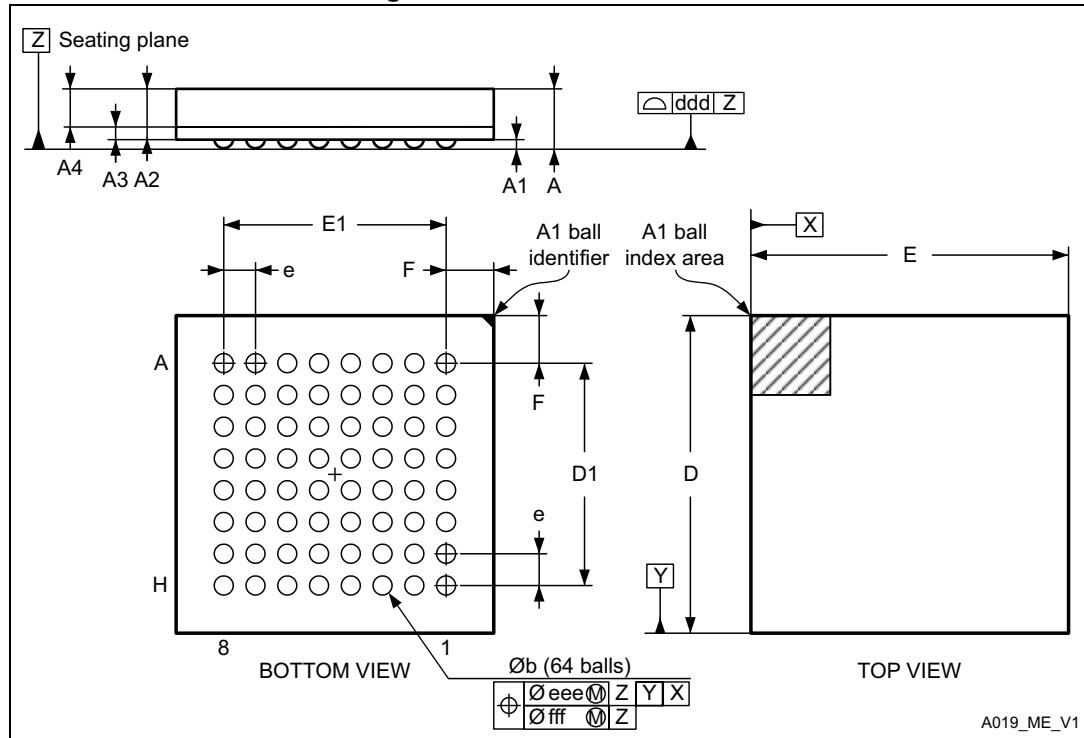 Z Seating plane
ddd Z
A4
A3
A2
A1
A
E1
e
F
A1 ball
identifier
A1 ball
index area
X
E
A
F
D1
D
e
H
Y
8
1
BOTTOM VIEW
Øb (64 balls)
TOP VIEW
Ø eee M Z Y X
Ø fff M Z
A019_ME_V1